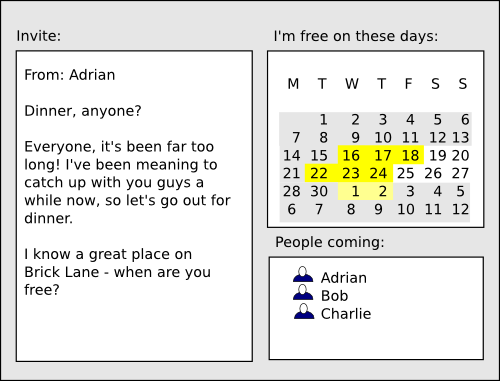 Invite:
From: Adrian
Dinner, anyone?
Everyone, it's been far too
long! I've been meaning to
catch up with you guys a
while now, so let's go out for
dinner.
I know a great place on
Brick Lane - when are you
free?
I'm free on these days:
M T W T F S S
1 2 3 4 5 6
7 8 9 10 11 12 13
14 15 16 17 18 19 20
21 22 23 24 25 26 27
28 30 1 2 3 4 5
6 7 8 9 10 11 12
People coming:
Adrian
Bob
Charlie